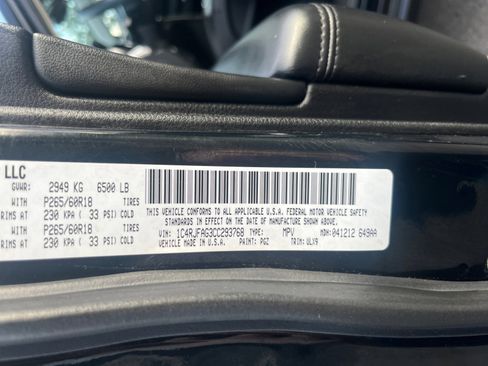 LLC
GVWR: 2949 KG 6500 LB
WITH P265/60R18 TIRES
RIMS AT 230 KPA ( 33 PSI) COLD
WITH P265/60R18 TIRES
RIMS AT 230 KPA ( 33 PSI) COLD
THIS VEHICLE CONFORMS TO ALL APPLICABLE U.S.A. FEDERAL MOTOR VEHICLE
SAFETY STANDARDS IN EFFECT ON THE DATE OF MANUFACTURE SHOWN ABOVE.
VIN: 1C4RJFAG3CC293768 TYPE: MPV MDH: 041212 649AA
VEHICLE MADE IN U.S.A. PAINT: PGZ TRIM: ULX9